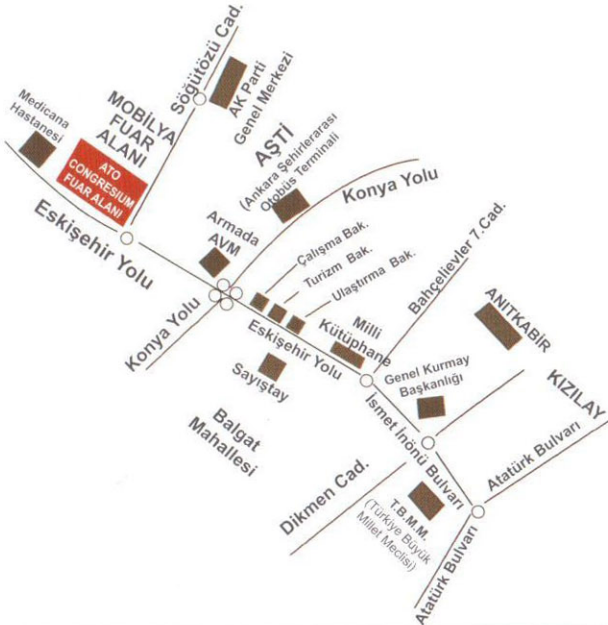 Söğütözü Cad.
AK Parti
Genel Merkezi
Medicana
Hastanesi
MOBİLYA
FUAR
ALANI
ATO
CONGRESIUM
FUAR ALANI
AŞTİ
(Ankara Şehirlerarası
Otobüs Terminali
Konya Yolu
Eskişehir Yolu
Armada
AVM
Çalışma Bak.
Turizm Bak.
Ulaştırma Bak.
Bahçelievler 7.Cad.
Konya Yolu
Eskişehir Yolu
Milli
Kütüphane
ANITKABİR
Sayıştay
Genel Kurmay
Başkanlığı
KIZILAY
Balgat
Mahallesi
İsmet İnönü Bulvarı
Atatürk Bulvarı
Dikmen Cad.
T.B.M.M.
(Türkiye Büyük
Millet Meclisi)
Atatürk Bulvarı